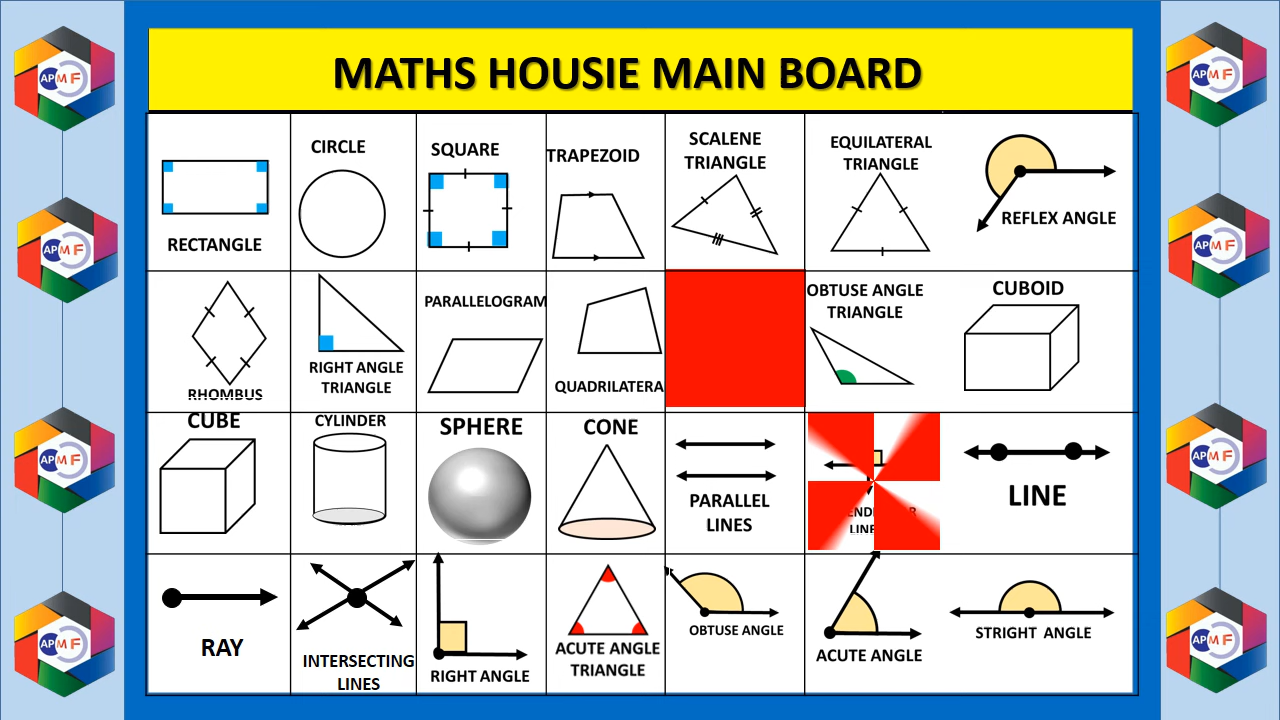 MATHS HOUSIE MAIN BOARD
RECTANGLE
CIRCLE
SQUARE
TRAPEZOID
SCALENE
TRIANGLE
EQUILATERAL
TRIANGLE
REFLEX ANGLE
RHOMBUS
RIGHT ANGLE
TRIANGLE
PARALLELOGRAM
QUADRILATERA
OBTUSE ANGLE
TRIANGLE
CUBOID
CUBE
CYLINDER
SPHERE
CONE
PARALLEL
LINES
LINE
RAY
INTERSECTING
LINES
RIGHT ANGLE
ACUTE ANGLE
TRIANGLE
OBTUSE ANGLE
ACUTE ANGLE
STRIGHT ANGLE
APMF
APMF
APMF
APMF
APMF
APMF
APMF
APMF